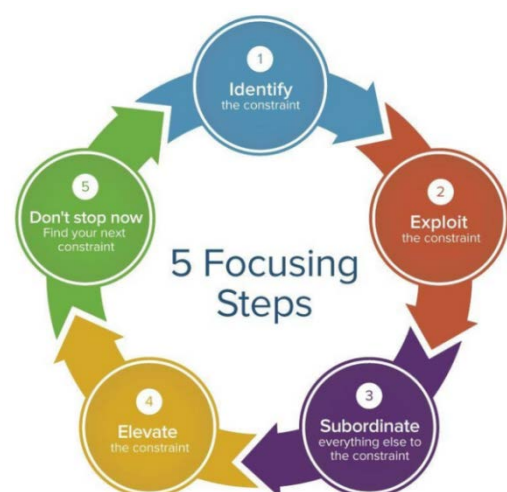 1
Identify
the constraint
2
Exploit
the constraint
3
Subordinate
everything else to
the constraint
4
Elevate
the constraint
5
Don't stop now
Find your next
constraint
5 Focusing
Steps